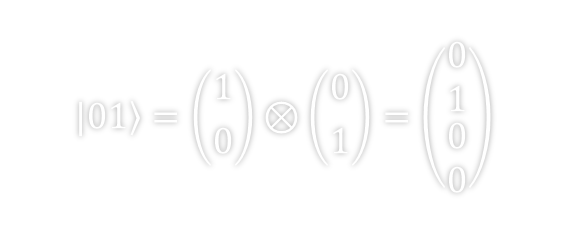 |01⟩ = (1 0) ⊗ (0 1) = (0 1 0 0)